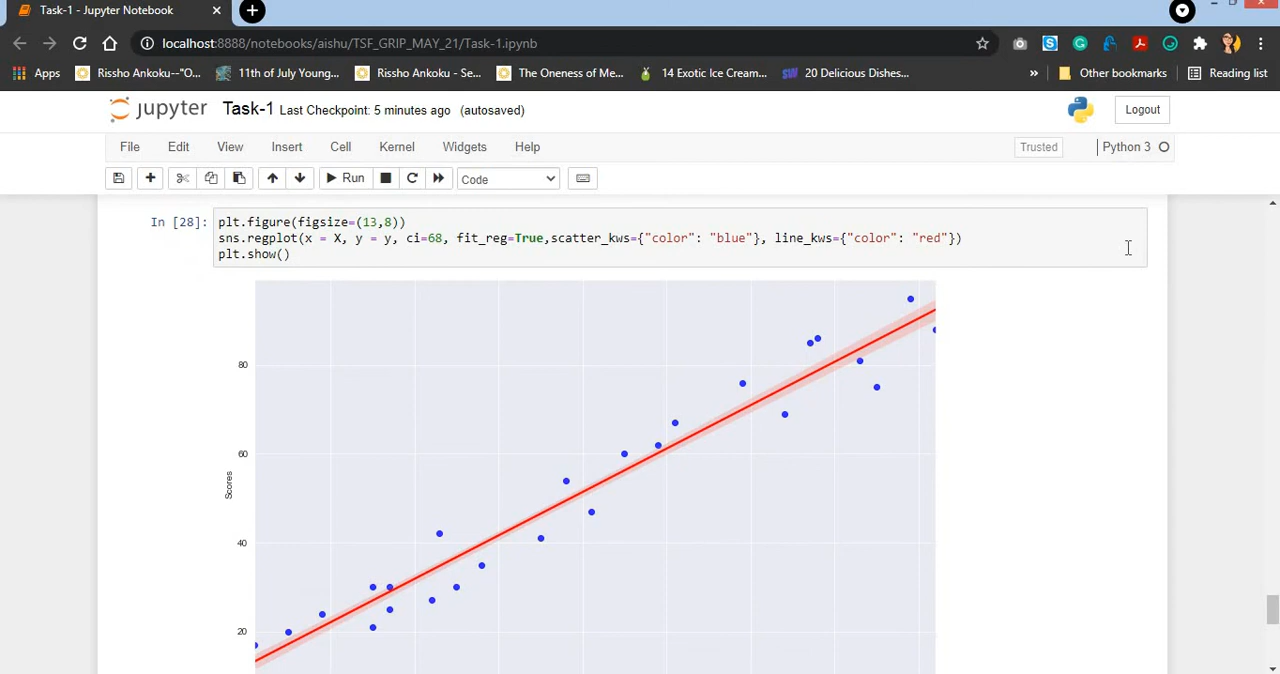 Task-1 - Jupyter Notebook
localhost:8888/notebooks/aishu/TSF_GRIP_MAY_21/Task-1.ipynb
Apps Rissho Ankoku--"O... 11th of July Young... Rissho Ankoku - Se... The Oneness of Me... 14 Exotic Ice Cream... 20 Delicious Dishes... » Other bookmarks Reading list
jupyter Task-1 Last Checkpoint: 5 minutes ago (autosaved) Logout
File Edit View Insert Cell Kernel Widgets Help Trusted Python 3
Run Code
In [28]: plt.figure(figsize=(13,8))
sns.regplot(x = X, y = y, ci=68, fit_reg=True,scatter_kws={"color": "blue"}, line_kws={"color": "red"})
plt.show()
80
60
Scores
40
20